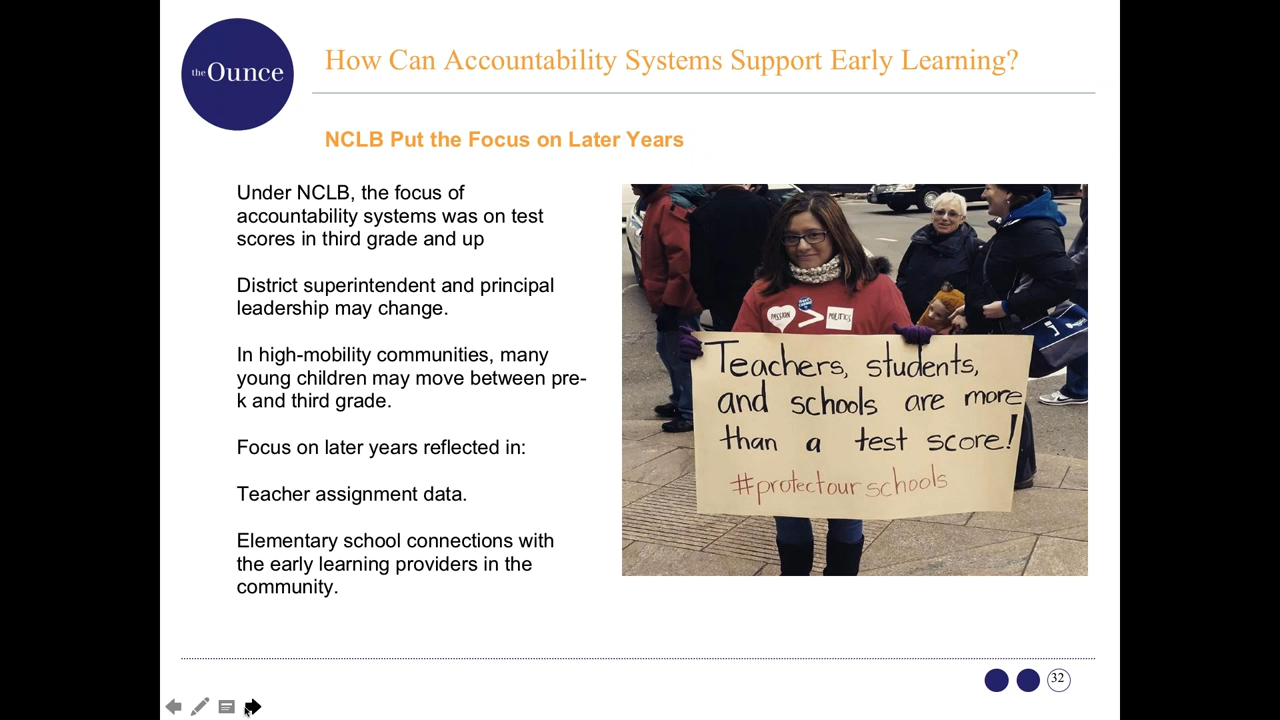 theOunce
How Can Accountability Systems Support Early Learning?
NCLB Put the Focus on Later Years
Under NCLB, the focus of
accountability systems was on test
scores in third grade and up
District superintendent and principal
leadership may change.
In high-mobility communities, many
young children may move between pre-
k and third grade.
Focus on later years reflected in:
Teacher assignment data.
Elementary school connections with
the early learning providers in the
community.
PASSION > POLITICS
Teachers, students,
and schools are more
than a test score!
#protectourschools
32